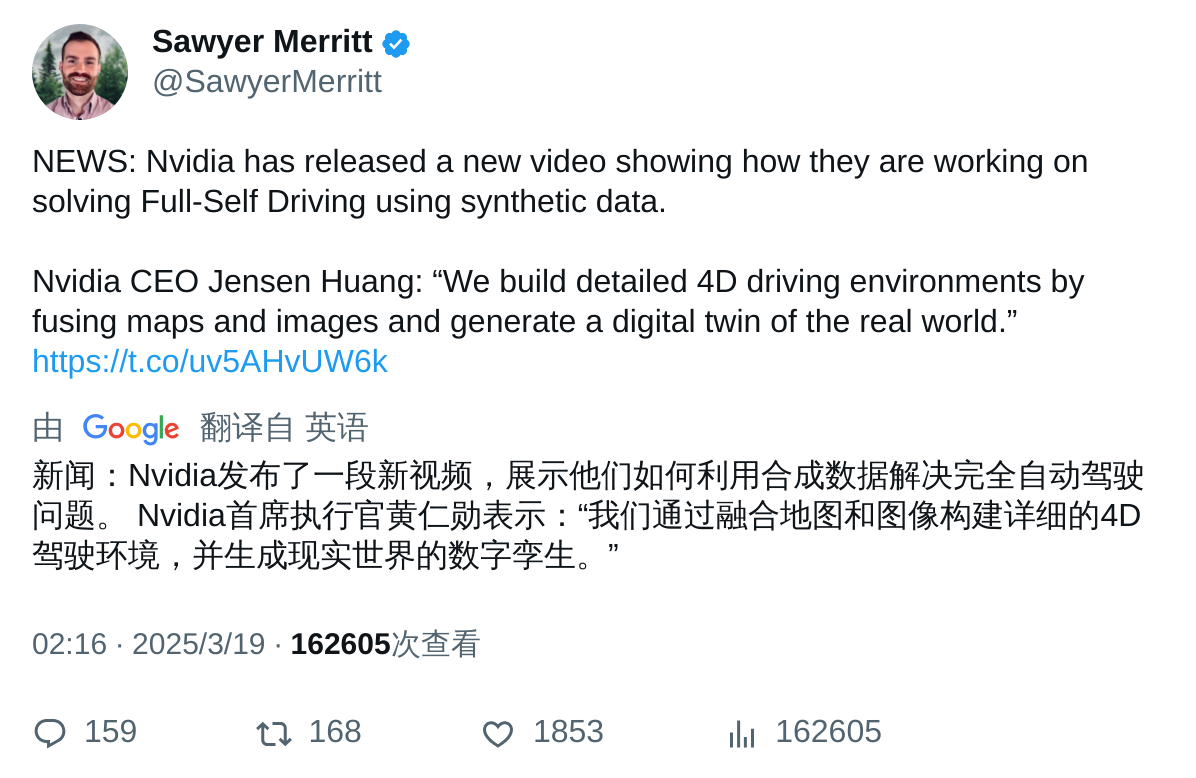 Sawyer Merritt
@SawyerMerritt
NEWS: Nvidia has released a new video showing how they are working on
solving Full-Self Driving using synthetic data.
Nvidia CEO Jensen Huang: “We build detailed 4D driving environments by
fusing maps and images and generate a digital twin of the real world.”
https://t.co/uv5AHvUW6k
由 Google 翻译自 英语
新闻：Nvidia发布了一段新视频，展示他们如何利用合成数据解决完全自动驾驶
问题。 Nvidia首席执行官黄仁勋表示：“我们通过融合地图和图像构建详细的4D
驾驶环境，并生成现实世界的数字孪生。”
02:16 · 2025/3/19 · 162605次查看
159 168 1853 162605